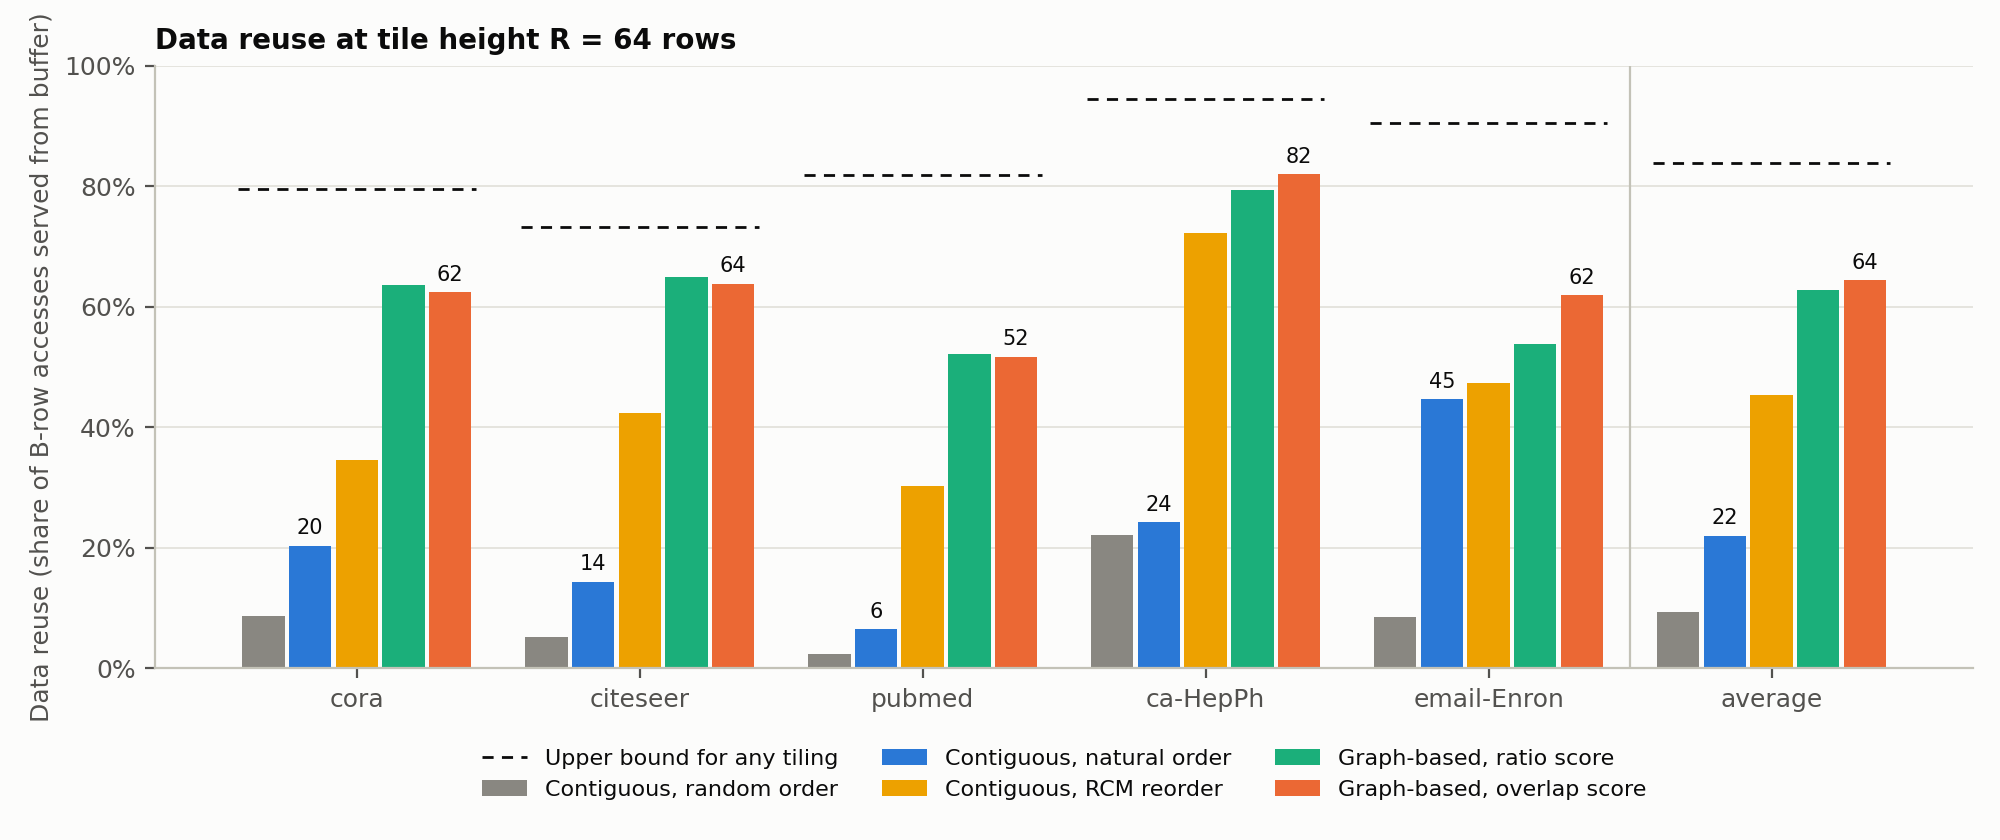 Data reuse at tile height R = 64 rows
Data reuse (share of B-row accesses served from buffer)
100%
80%
60%
40%
20%
0%
20
62
14
64
6
52
24
82
45
62
22
64
cora
citeseer
pubmed
ca-HepPh
email-Enron
average
Upper bound for any tiling
Contiguous, random order
Contiguous, natural order
Contiguous, RCM reorder
Graph-based, ratio score
Graph-based, overlap score